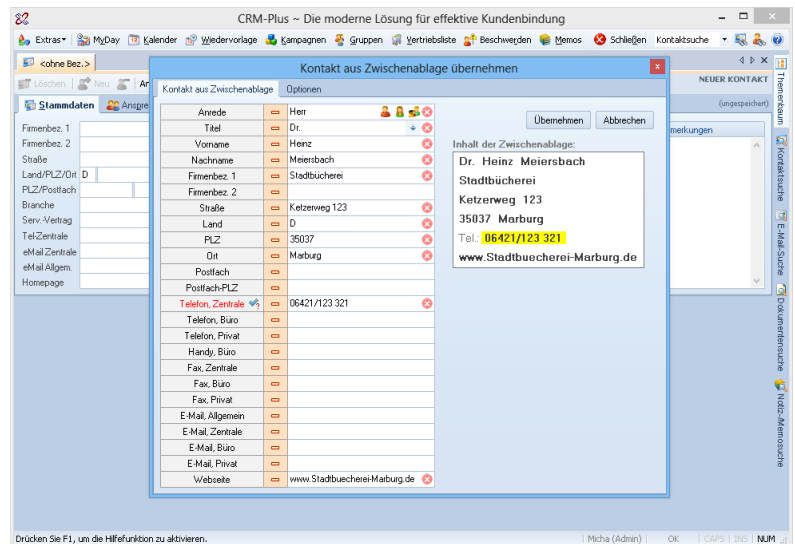 CRM-Plus ~ Die moderne Lösung für effektive Kundenbindung
Extras MyDay Kalender Wiedervorlage Kampagnen Gruppen Vertriebsliste Beschwerden Memos Schließen Kontaktsuche
<ohne Bez.>
Löschen Neu
NEUER KONTAKT
Stammdaten
(ungespeichert)
Firmenbez. 1
Firmenbez. 2
Straße
Land/PLZ/Ort D
PLZ/Postfach
Branche
Serv.-Vertrag
Tel-Zentrale
eMail Zentrale
eMail Allgem.
Homepage
Kontakt aus Zwischenablage übernehmen
Kontakt aus Zwischenablage Optionen
Anrede Herr
Titel Dr.
Vorname Heinz
Nachname Meiersbach
Firmenbez. 1 Stadtbücherei
Firmenbez. 2
Straße Ketzerweg 123
Land D
PLZ 35037
Ort Marburg
Postfach
Postfach-PLZ
Telefon, Zentrale 06421/123 321
Telefon, Büro
Telefon, Privat
Handy, Büro
Fax, Zentrale
Fax, Büro
Fax, Privat
E-Mail, Allgemein
E-Mail, Zentrale
E-Mail, Büro
E-Mail, Privat
Webseite www.Stadtbuecherei-Marburg.de
Übernehmen Abbrechen
Inhalt der Zwischenablage:
Dr. Heinz Meiersbach
Stadtbücherei
Ketzerweg 123
35037 Marburg
Tel.: 06421/123 321
www.Stadtbuecherei-Marburg.de
merkungen
Themenbaum
Kontaktsuche
E-Mail-Suche
Dokumentensuche
Notiz-/Memosuche
Drücken Sie F1, um die Hilfefunktion zu aktivieren.
Micha (Admin) OK CAPS INS NUM